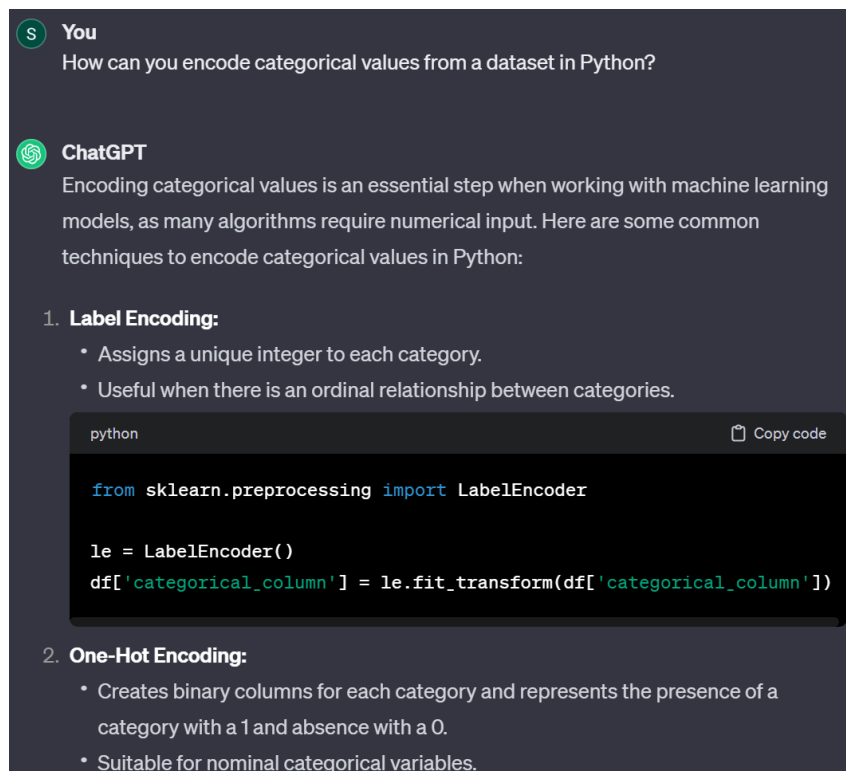 S You
How can you encode categorical values from a dataset in Python?
ChatGPT
Encoding categorical values is an essential step when working with machine learning
models, as many algorithms require numerical input. Here are some common
techniques to encode categorical values in Python:
1. Label Encoding:
• Assigns a unique integer to each category.
• Useful when there is an ordinal relationship between categories.
python Copy code
from sklearn.preprocessing import LabelEncoder
le = LabelEncoder()
df['categorical_column'] = le.fit_transform(df['categorical_column'])
2. One-Hot Encoding:
• Creates binary columns for each category and represents the presence of a
category with a 1 and absence with a 0.
• Suitable for nominal categorical variables.